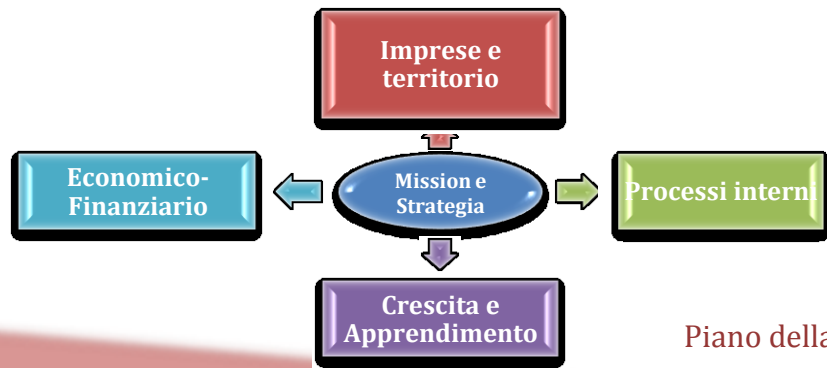 Imprese e
territorio
Economico-
Finanziario
Mission e
Strategia
Processi interni
Crescita e
Apprendimento
Piano della